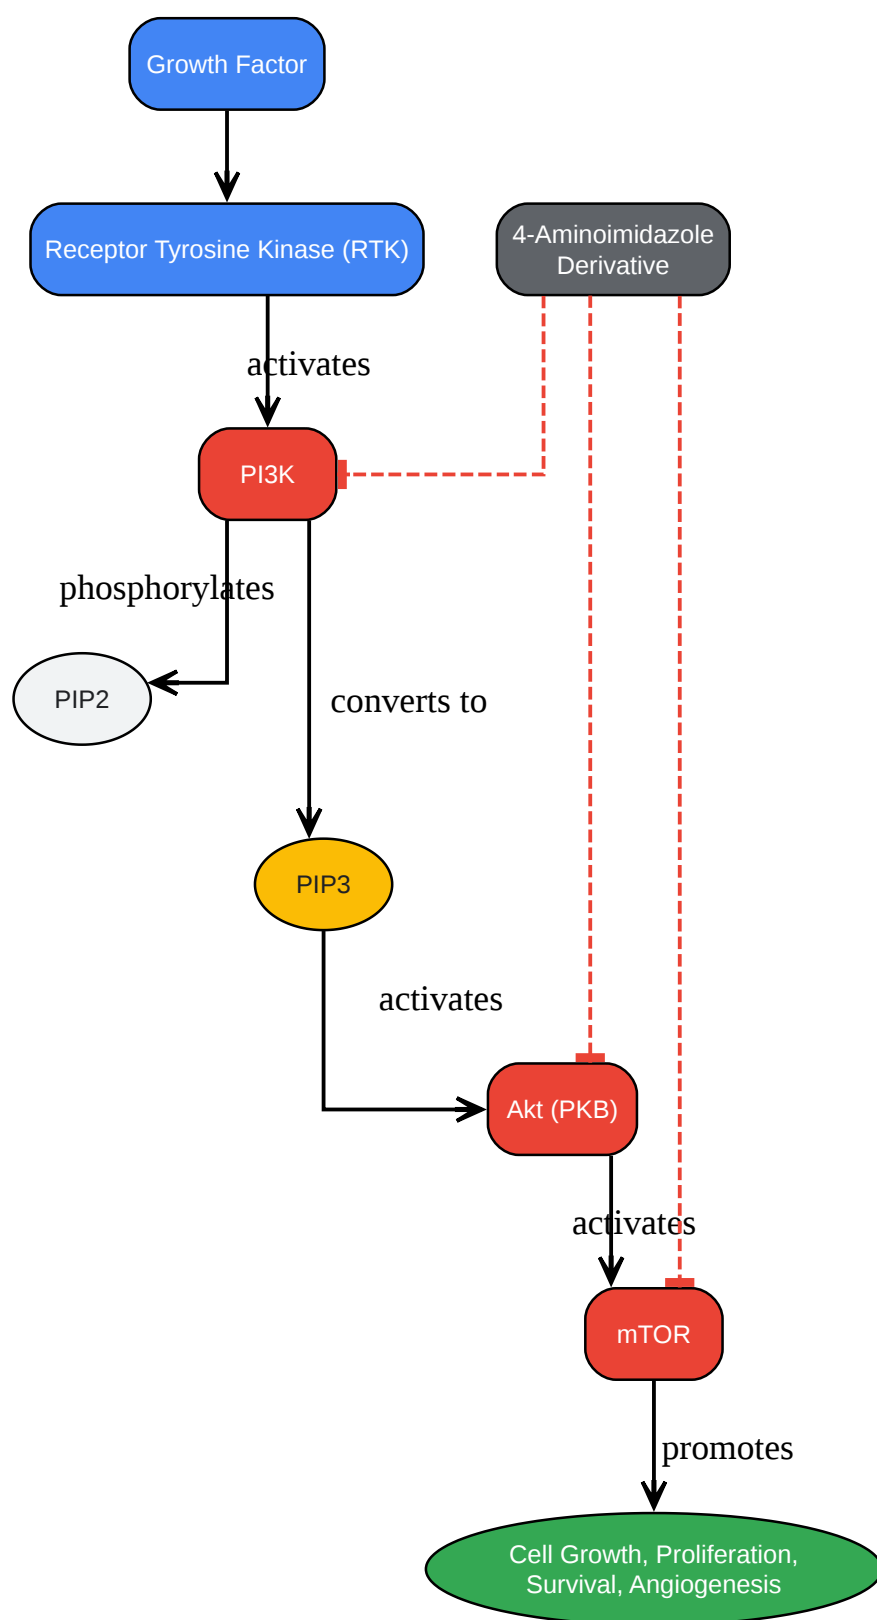 Growth Factor
Receptor Tyrosine Kinase (RTK)
4-Aminoimidazole
Derivative
activates
PI3K
phosphorylates
PIP2
converts to
PIP3
activates
Akt (PKB)
activates
mTOR
promotes
Cell Growth, Proliferation,
Survival, Angiogenesis